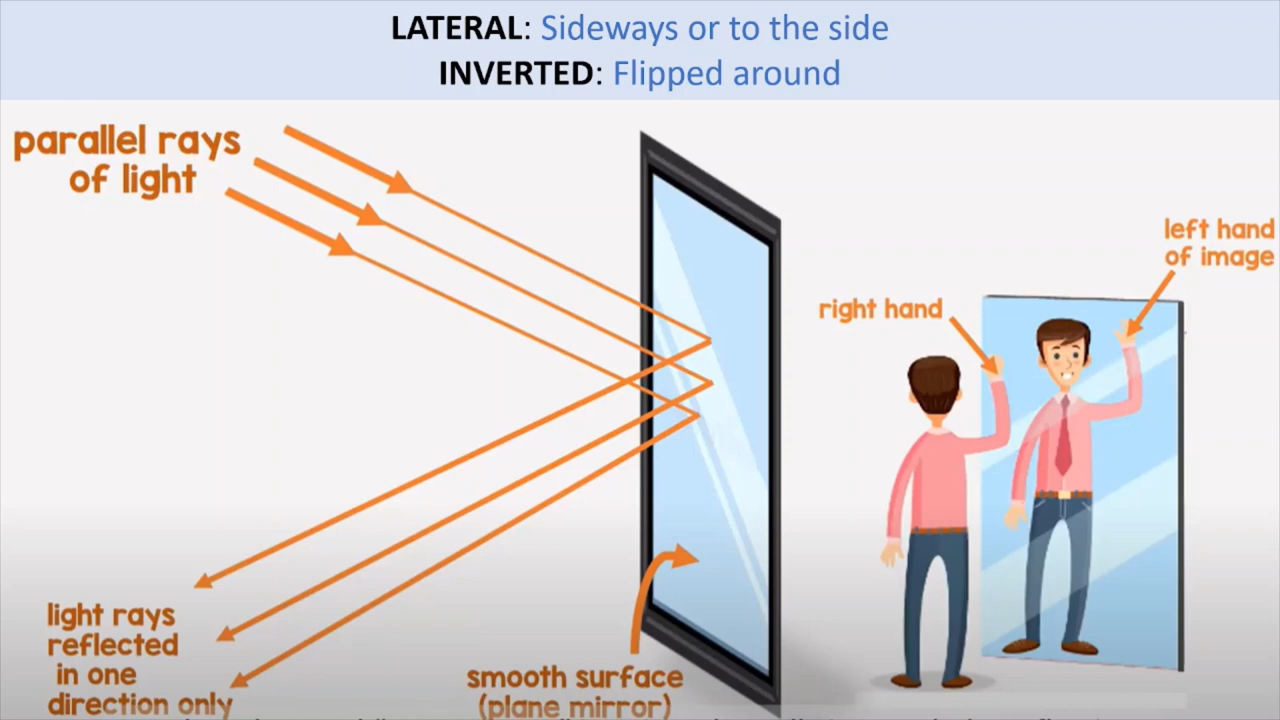 LATERAL: Sideways or to the side
INVERTED: Flipped around
parallel rays
of light
left hand
of image
right hand
light rays
reflected
in one
direction only
smooth surface
(plane mirror)